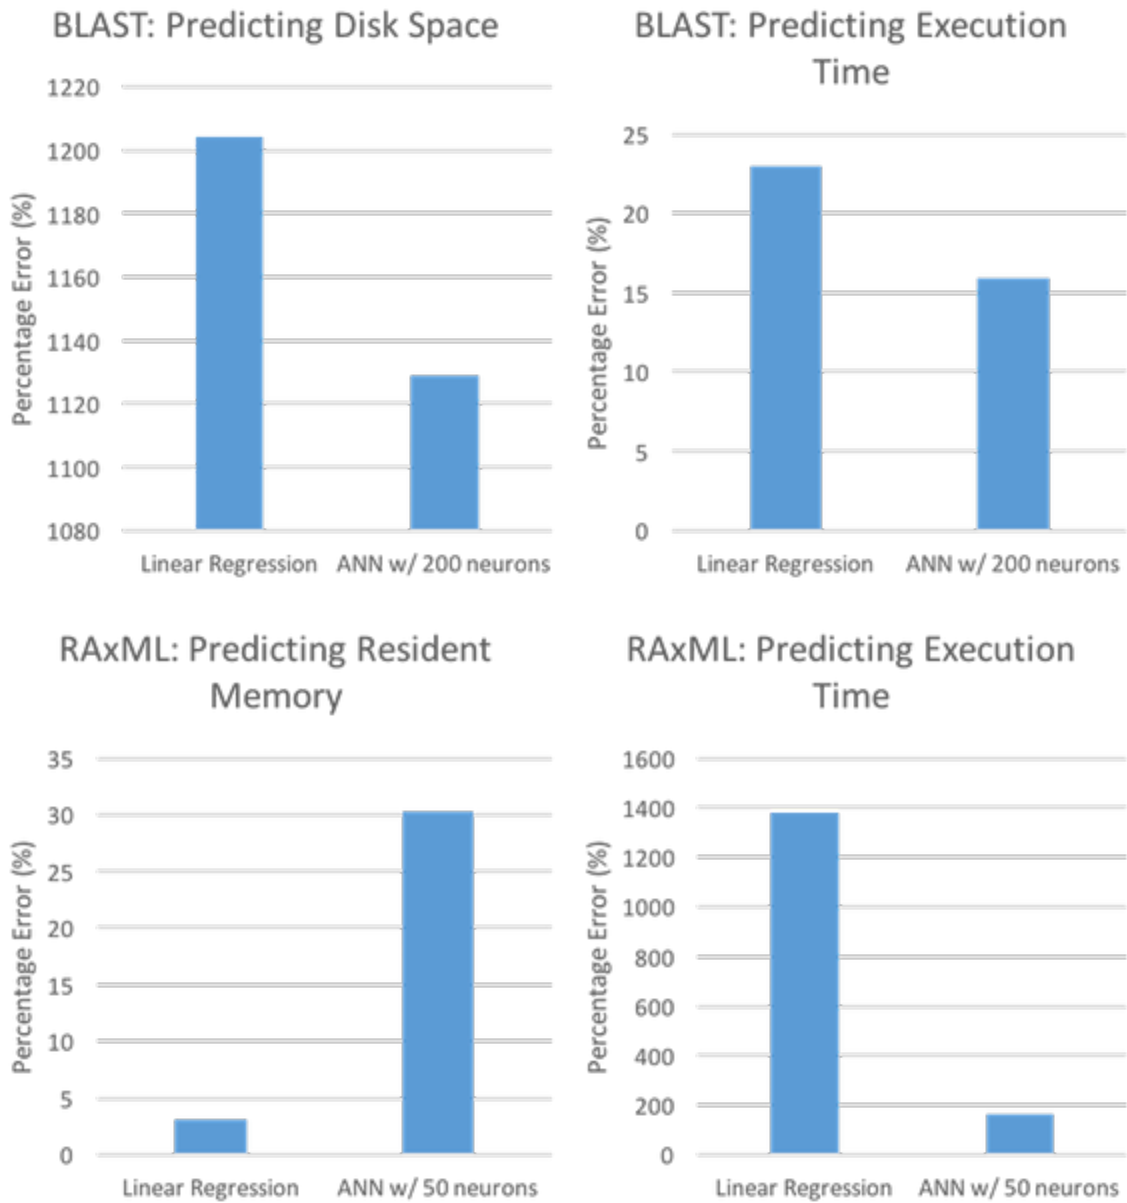 BLAST: Predicting Disk Space
1220
1200
1180
1160
1140
1120
1100
1080
Percentage Error (%)
Linear Regression
ANN w/ 200 neurons
BLAST: Predicting Execution
Time
25
20
15
10
5
0
Percentage Error (%)
Linear Regression
ANN w/ 200 neurons
RAxML: Predicting Resident
Memory
35
30
25
20
15
10
5
0
Percentage Error (%)
Linear Regression
ANN w/ 50 neurons
RAxML: Predicting Execution
Time
1600
1400
1200
1000
800
600
400
200
0
Percentage Error (%)
Linear Regression
ANN w/ 50 neurons